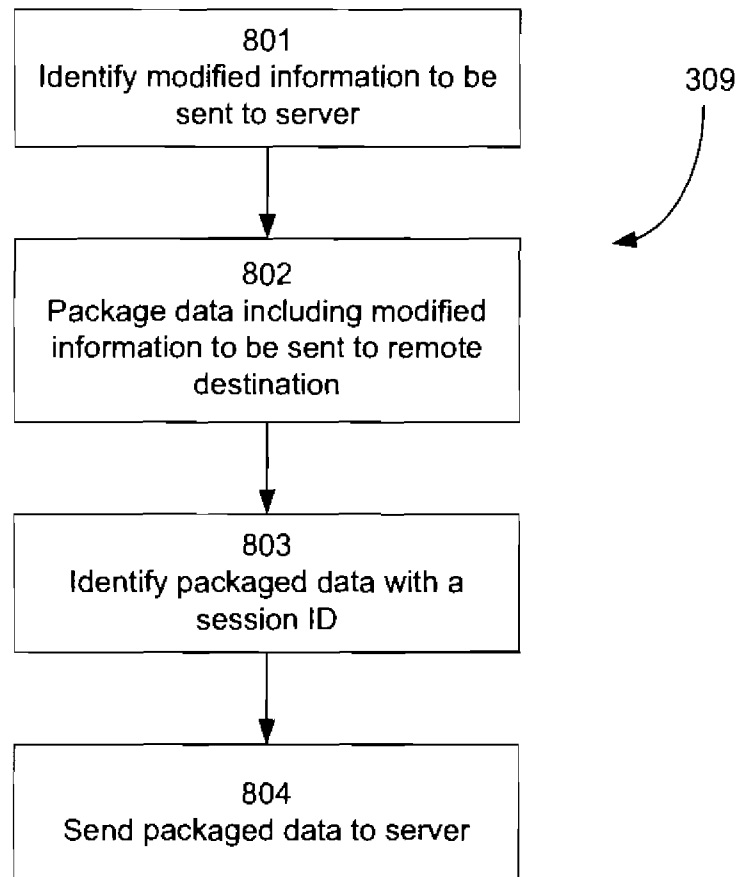 801
Identify modified information to be
sent to server
309
802
Package data including modified
information to be sent to remote
destination
803
Identify packaged data with a
session ID
804
Send packaged data to server